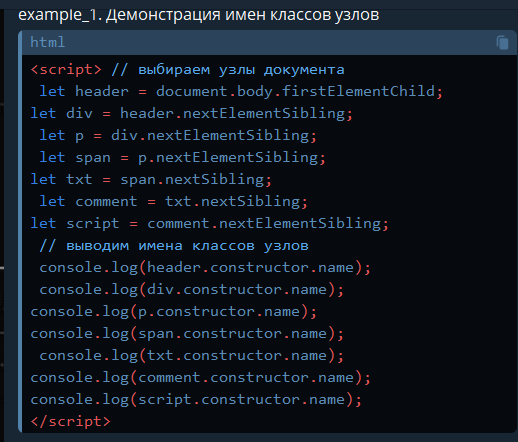 example_1. Демонстрация имен классов узлов
html
<script> // выбираем узлы документа
let header = document.body.firstElementChild;
let div = header.nextElementSibling;
let p = div.nextElementSibling;
let span = p.nextElementSibling;
let txt = span.nextSibling;
let comment = txt.nextSibling;
let script = comment.nextElementSibling;
// выводим имена классов узлов
console.log(header.constructor.name);
console.log(div.constructor.name);
console.log(p.constructor.name);
console.log(span.constructor.name);
console.log(txt.constructor.name);
console.log(comment.constructor.name);
console.log(script.constructor.name);
</script>